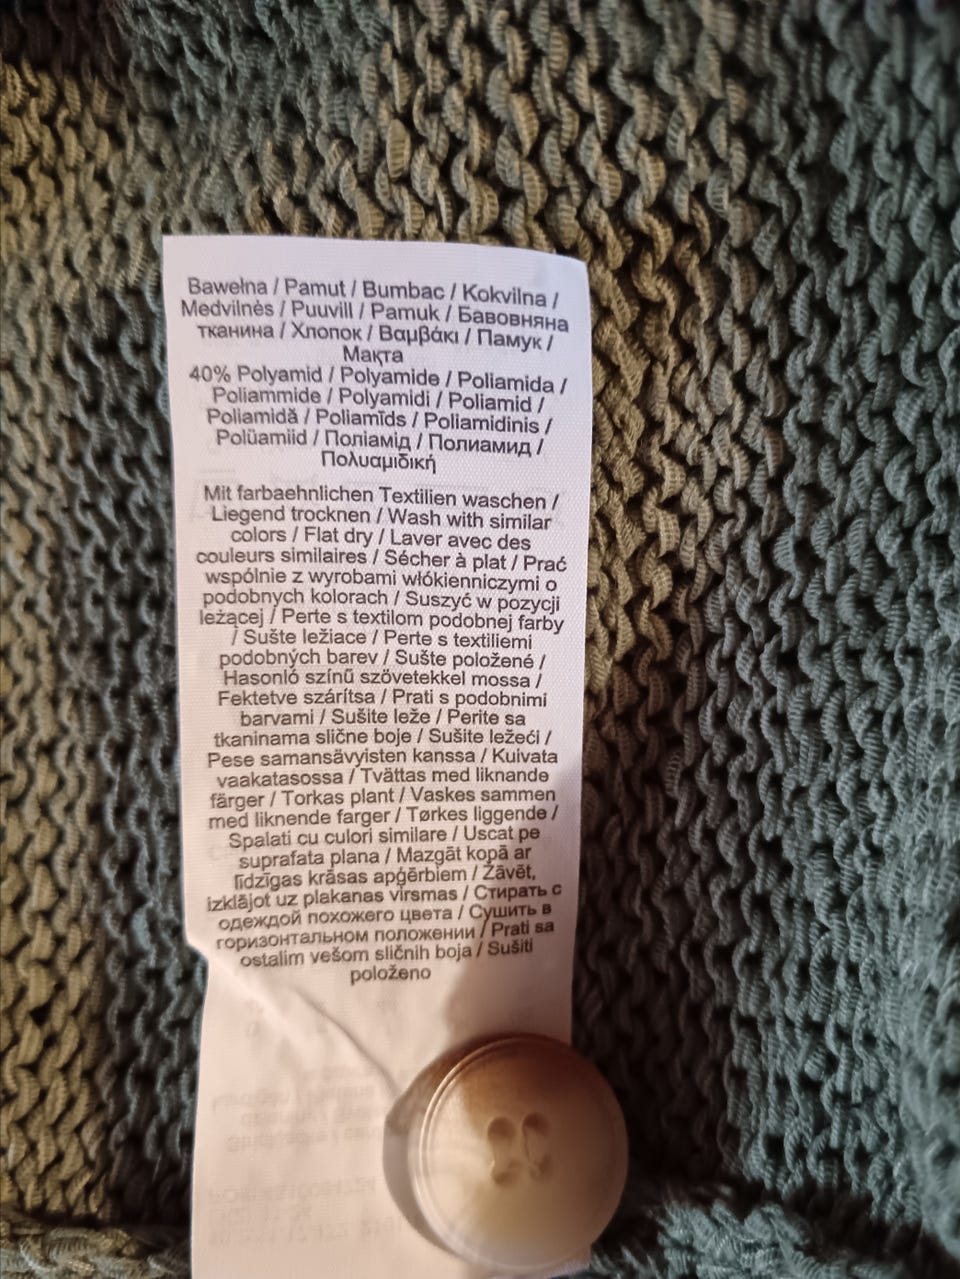 Bawełna / Pamut / Bumbac / Kokvilna /
Medvilnės / Puuvill / Pamuk / Бавовняна
тканина / Хлопок / Βαμβάκι / Памук /
Мақта
40% Polyamid / Polyamide / Poliamida /
Poliammide / Polyamidi / Poliamid /
Poliamidă / Poliamīds / Poliamidinis /
Polüamiid / Поліамід / Полиамид /
Πολυαμιδική
Mit farbaehnlichen Textilien waschen /
Liegend trocknen / Wash with similar
colors / Flat dry / Laver avec des
couleurs similaires / Sécher à plat / Prać
wspólnie z wyrobami włókienniczymi o
podobnych kolorach / Suszyć w pozycji
leżącej / Perte s textilom podobnej farby
/ Sušte ležiace / Perte s textiliemi
podobných barev / Sušte položené /
Hasonló színű szövetekkel mossa /
Fektetve szárítsa / Prati s podobnimi
barvami / Sušite leže / Perite sa
tkaninama slične boje / Sušite ležeći /
Pese samansävyisten kanssa / Kuivata
vaakatasossa / Tvättas med liknande
färger / Torkas plant / Vaskes sammen
med liknende farger / Tørkes liggende /
Spalati cu culori similare / Uscat pe
suprafata plana / Mazgāt kopā ar
līdzīgas krāsas apģērbiem / Žāvēt,
izklājot uz plakanas virsmas / Стирать с
одеждой похожего цвета / Сушить в
горизонтальном положении / Prati sa
ostalim vešom sličnih boja / Sušiti
položeno